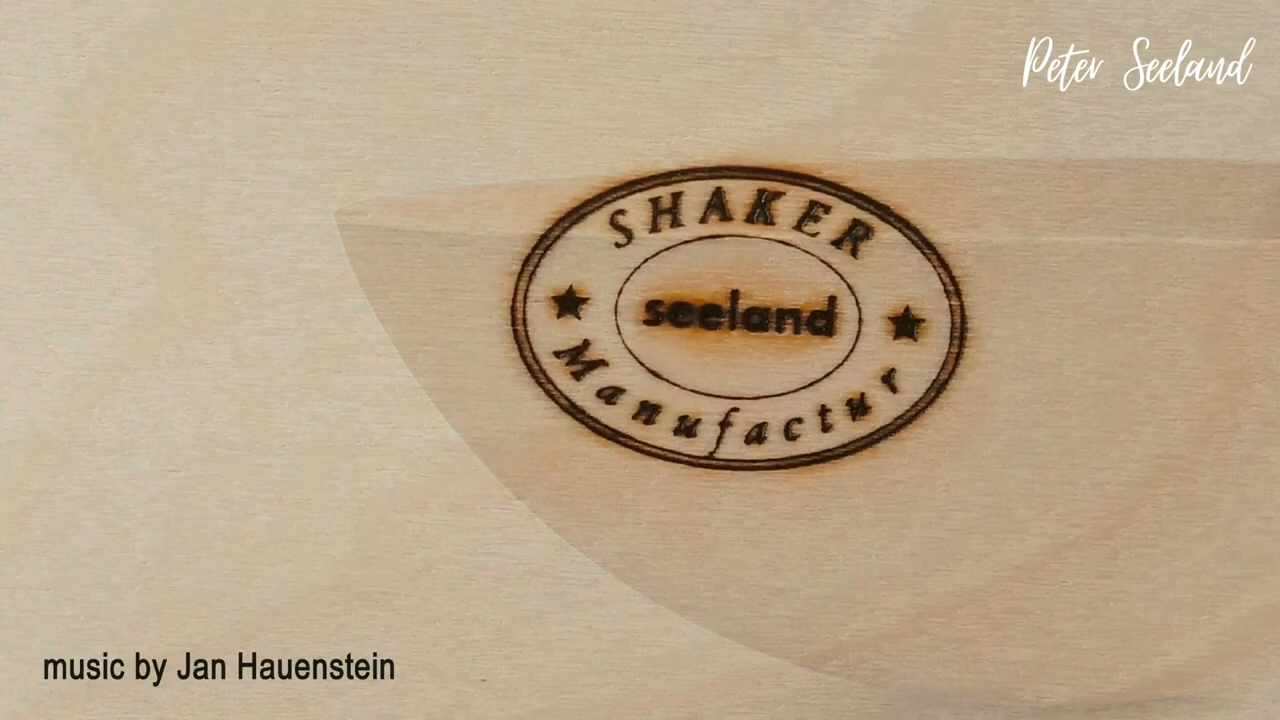 Peter Seeland
SHAKER
seeland
Manufactur
music by Jan Hauenstein